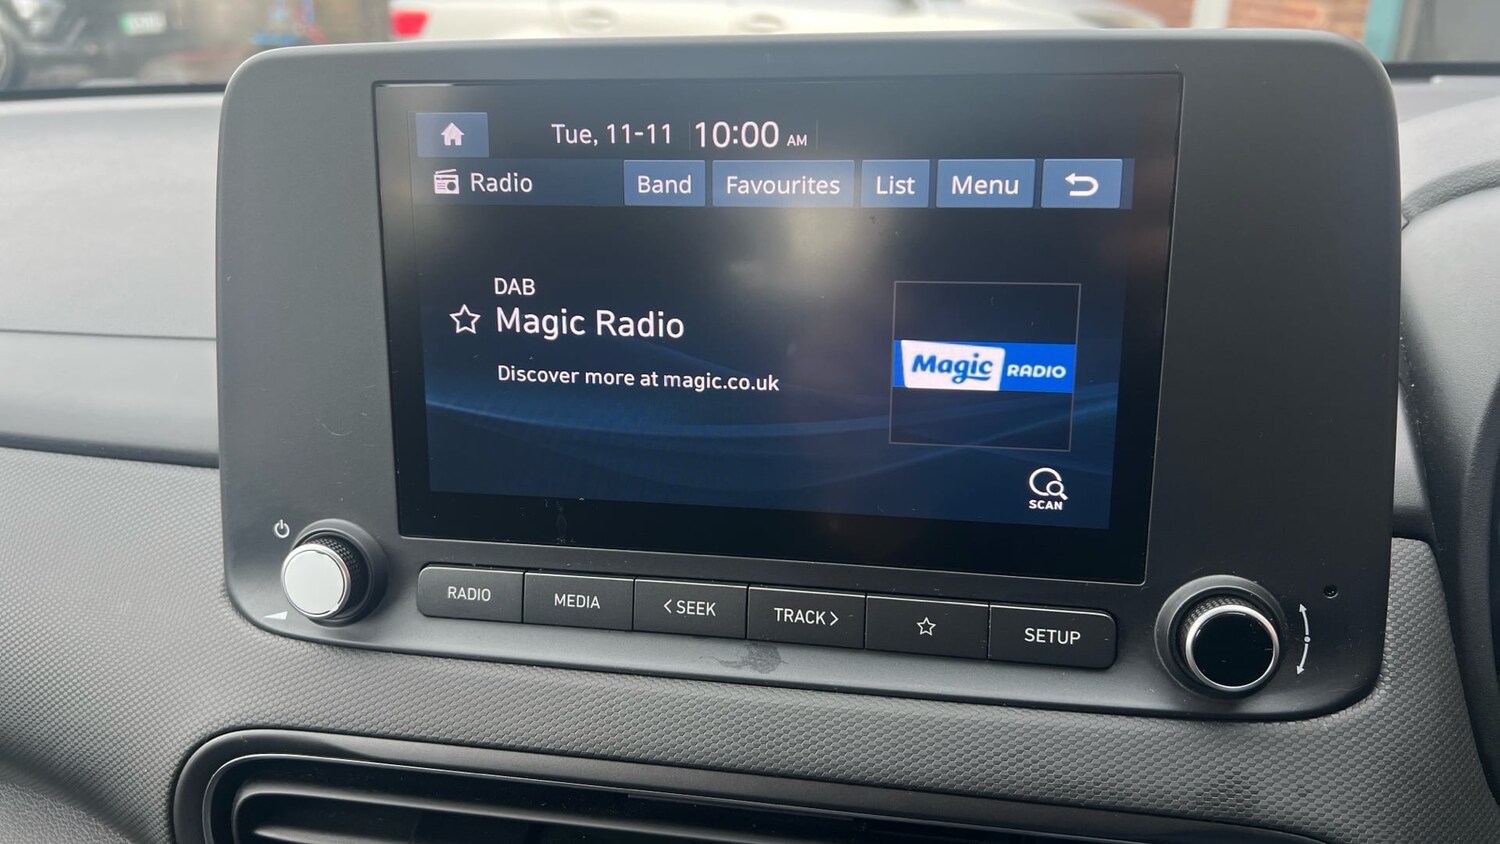 Tue, 11-11 10:00 AM
Radio Band Favourites List Menu
DAB
Magic Radio
Discover more at magic.co.uk
Magic RADIO
SCAN
RADIO MEDIA < SEEK TRACK > SETUP